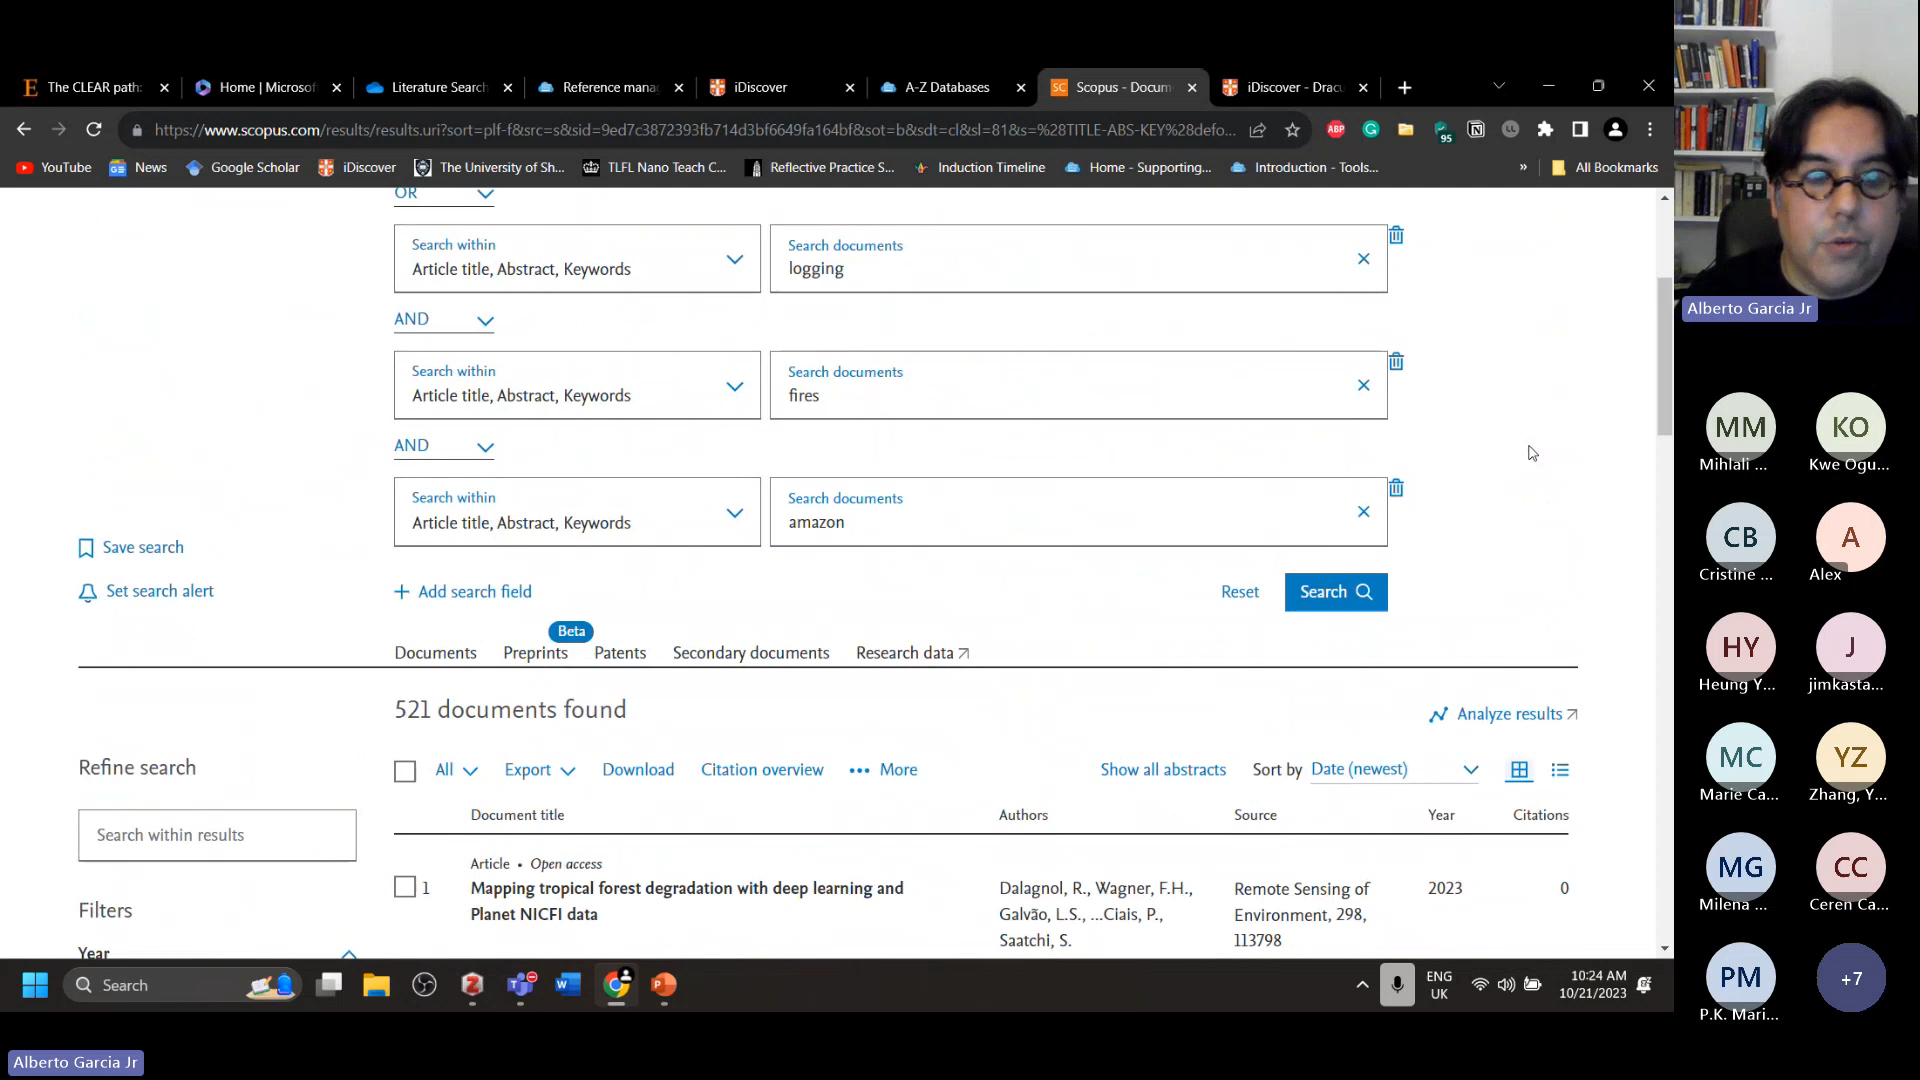 The CLEAR path:
Home | Microsof
Literature Search
Reference mana
iDiscover
A-Z Databases
Scopus - Docum
iDiscover - Dracu
https://www.scopus.com/results/results.uri?sort=plf-f&src=s&sid=9ed7c3872393fb714d3bf6649fa164bf&sot=b&sdt=cl&sl=81&s=%28TITLE-ABS-KEY%28defo...
ABP
95
YouTube
News
Google Scholar
iDiscover
The University of Sh...
TLFL Nano Teach C...
Reflective Practice S...
Induction Timeline
Home - Supporting...
Introduction - Tools...
»
All Bookmarks
OR
Search within
Article title, Abstract, Keywords
Search documents
logging
AND
Search within
Article title, Abstract, Keywords
Search documents
fires
AND
Search within
Article title, Abstract, Keywords
Search documents
amazon
Save search
Set search alert
+ Add search field
Reset
Search
Beta
Documents
Preprints
Patents
Secondary documents
Research data
521 documents found
Analyze results
Refine search
Search within results
Filters
Year
All
Export
Download
Citation overview
••• More
Show all abstracts
Sort by Date (newest)
Document title
Authors
Source
Year
Citations
Article • Open access
1
Mapping tropical forest degradation with deep learning and
Planet NICFI data
Dalagnol, R., Wagner, F.H.,
Galvão, L.S., ...Ciais, P.,
Saatchi, S.
Remote Sensing of
Environment, 298,
113798
2023
0
Search
ENG
UK
10:24 AM
10/21/2023
Alberto Garcia Jr
MM
Mihlali ...
KO
Kwe Ogu...
CB
Cristine ...
A
Alex
HY
Heung Y...
J
jimkasta...
MC
Marie Ca...
YZ
Zhang, Y...
MG
Milena ...
CC
Ceren Ca...
PM
P.K. Mari...
+7
Alberto Garcia Jr